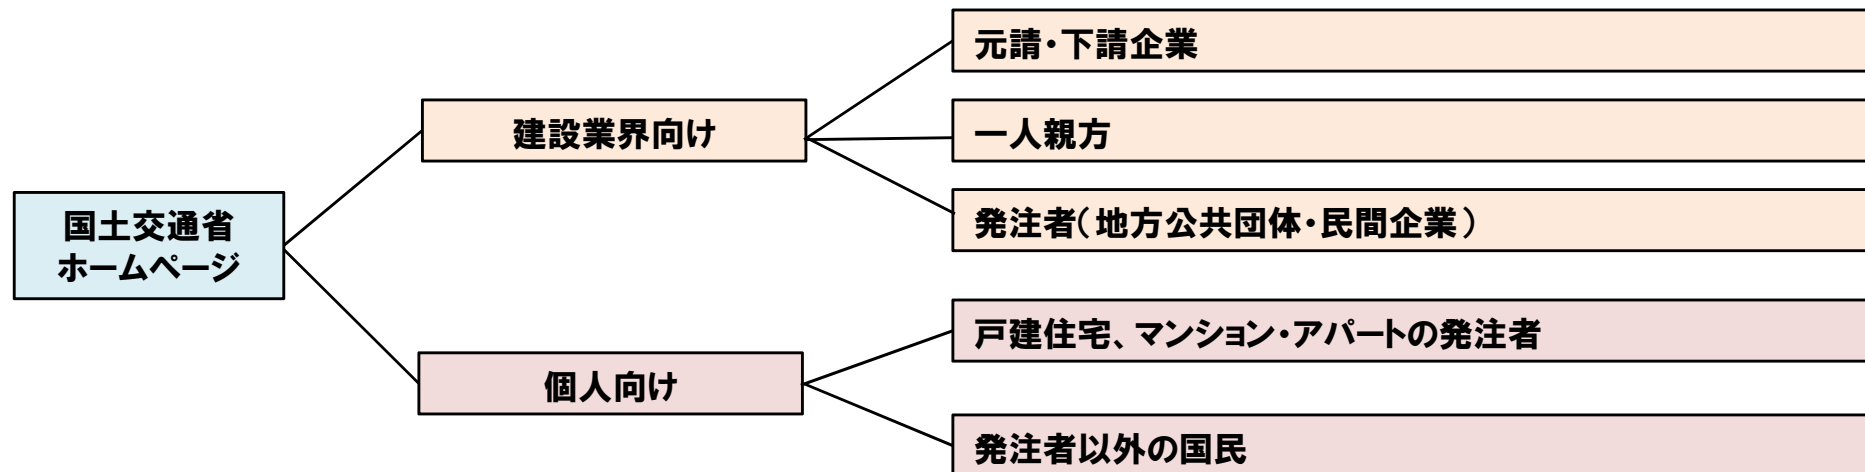 国土交通省
ホームページ
建設業界向け
元請・下請企業
一人親方
発注者(地方公共団体・民間企業)
個人向け
戸建住宅、マンション・アパートの発注者
発注者以外の国民